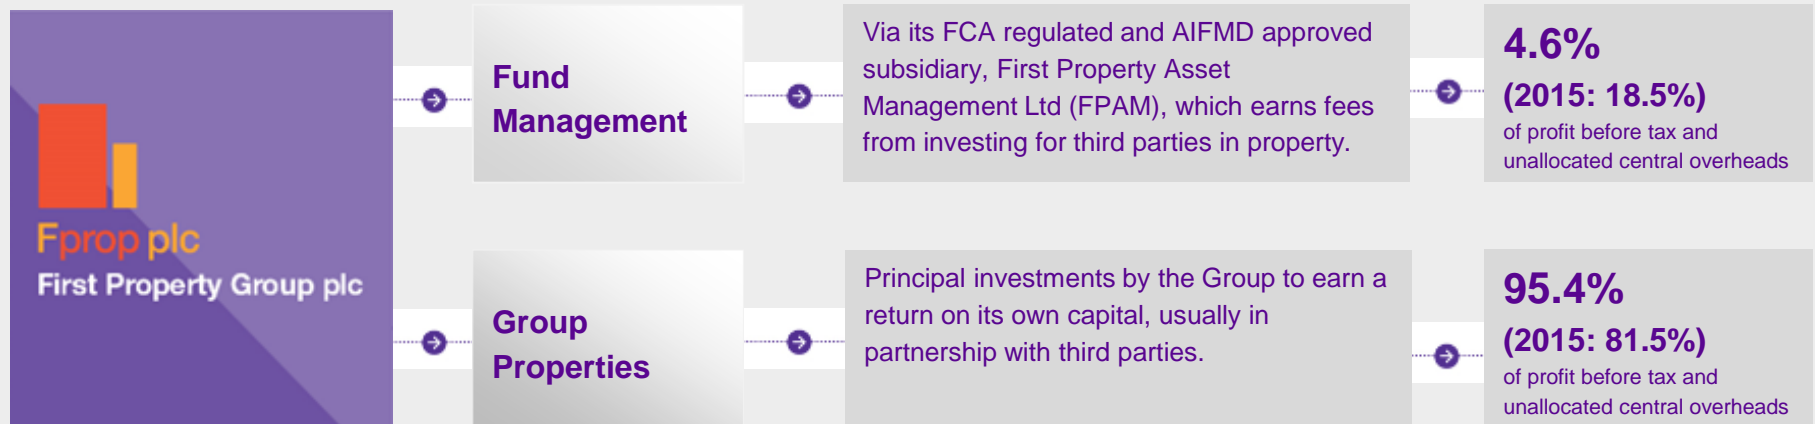 Fprop plc
First Property Group plc
Fund
Management
Via its FCA regulated and AIFMD approved
subsidiary, First Property Asset
Management Ltd (FPAM), which earns fees
from investing for third parties in property.
4.6%
(2015: 18.5%)
of profit before tax and
unallocated central overheads
Group
Properties
Principal investments by the Group to earn a
return on its own capital, usually in
partnership with third parties.
95.4%
(2015: 81.5%)
of profit before tax and
unallocated central overheads